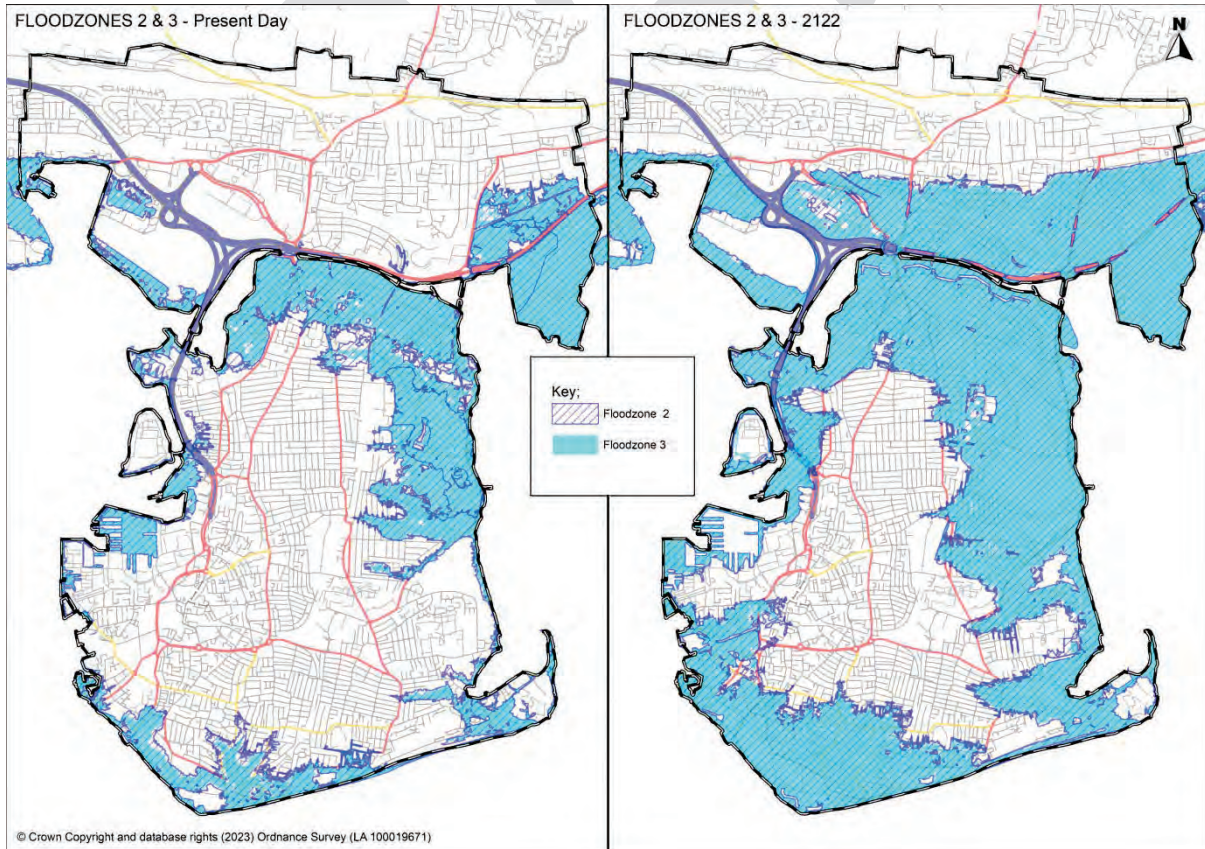 FLOODZONES 2 & 3 - Present Day
FLOODZONES 2 & 3 - 2122
N
Key;
Floodzone 2
Floodzone 3
© Crown Copyright and database rights (2023) Ordnance Survey (LA 100019671)